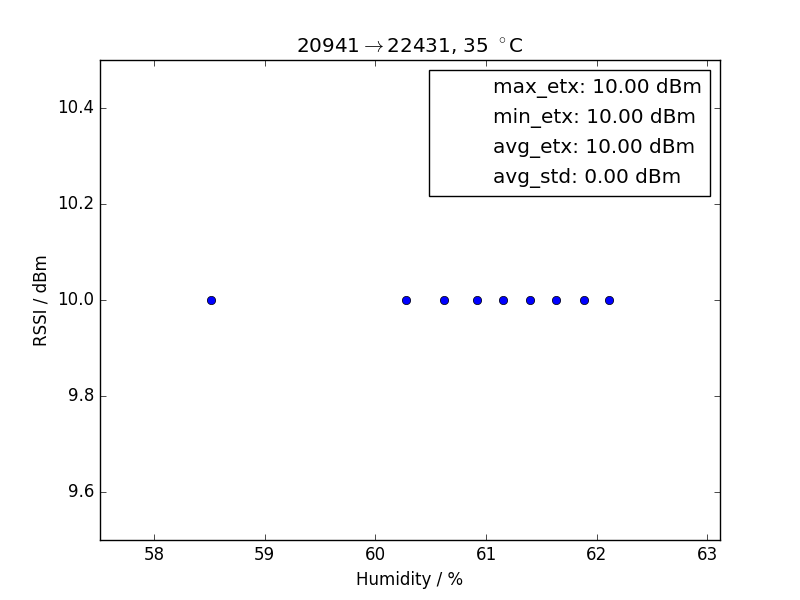 20941→22431, 35 °C
max_etx: 10.00 dBm
min_etx: 10.00 dBm
avg_etx: 10.00 dBm
avg_std: 0.00 dBm
10.4
10.2
10.0
9.8
9.6
RSSI / dBm
58 59 60 61 62 63
Humidity / %